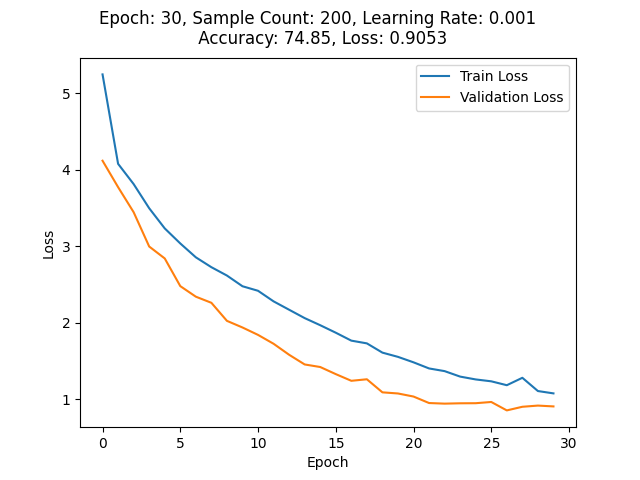 Epoch: 30, Sample Count: 200, Learning Rate: 0.001
Accuracy: 74.85, Loss: 0.9053
Train Loss
Validation Loss
5
4
3
2
1
Loss
0 5 10 15 20 25 30
Epoch